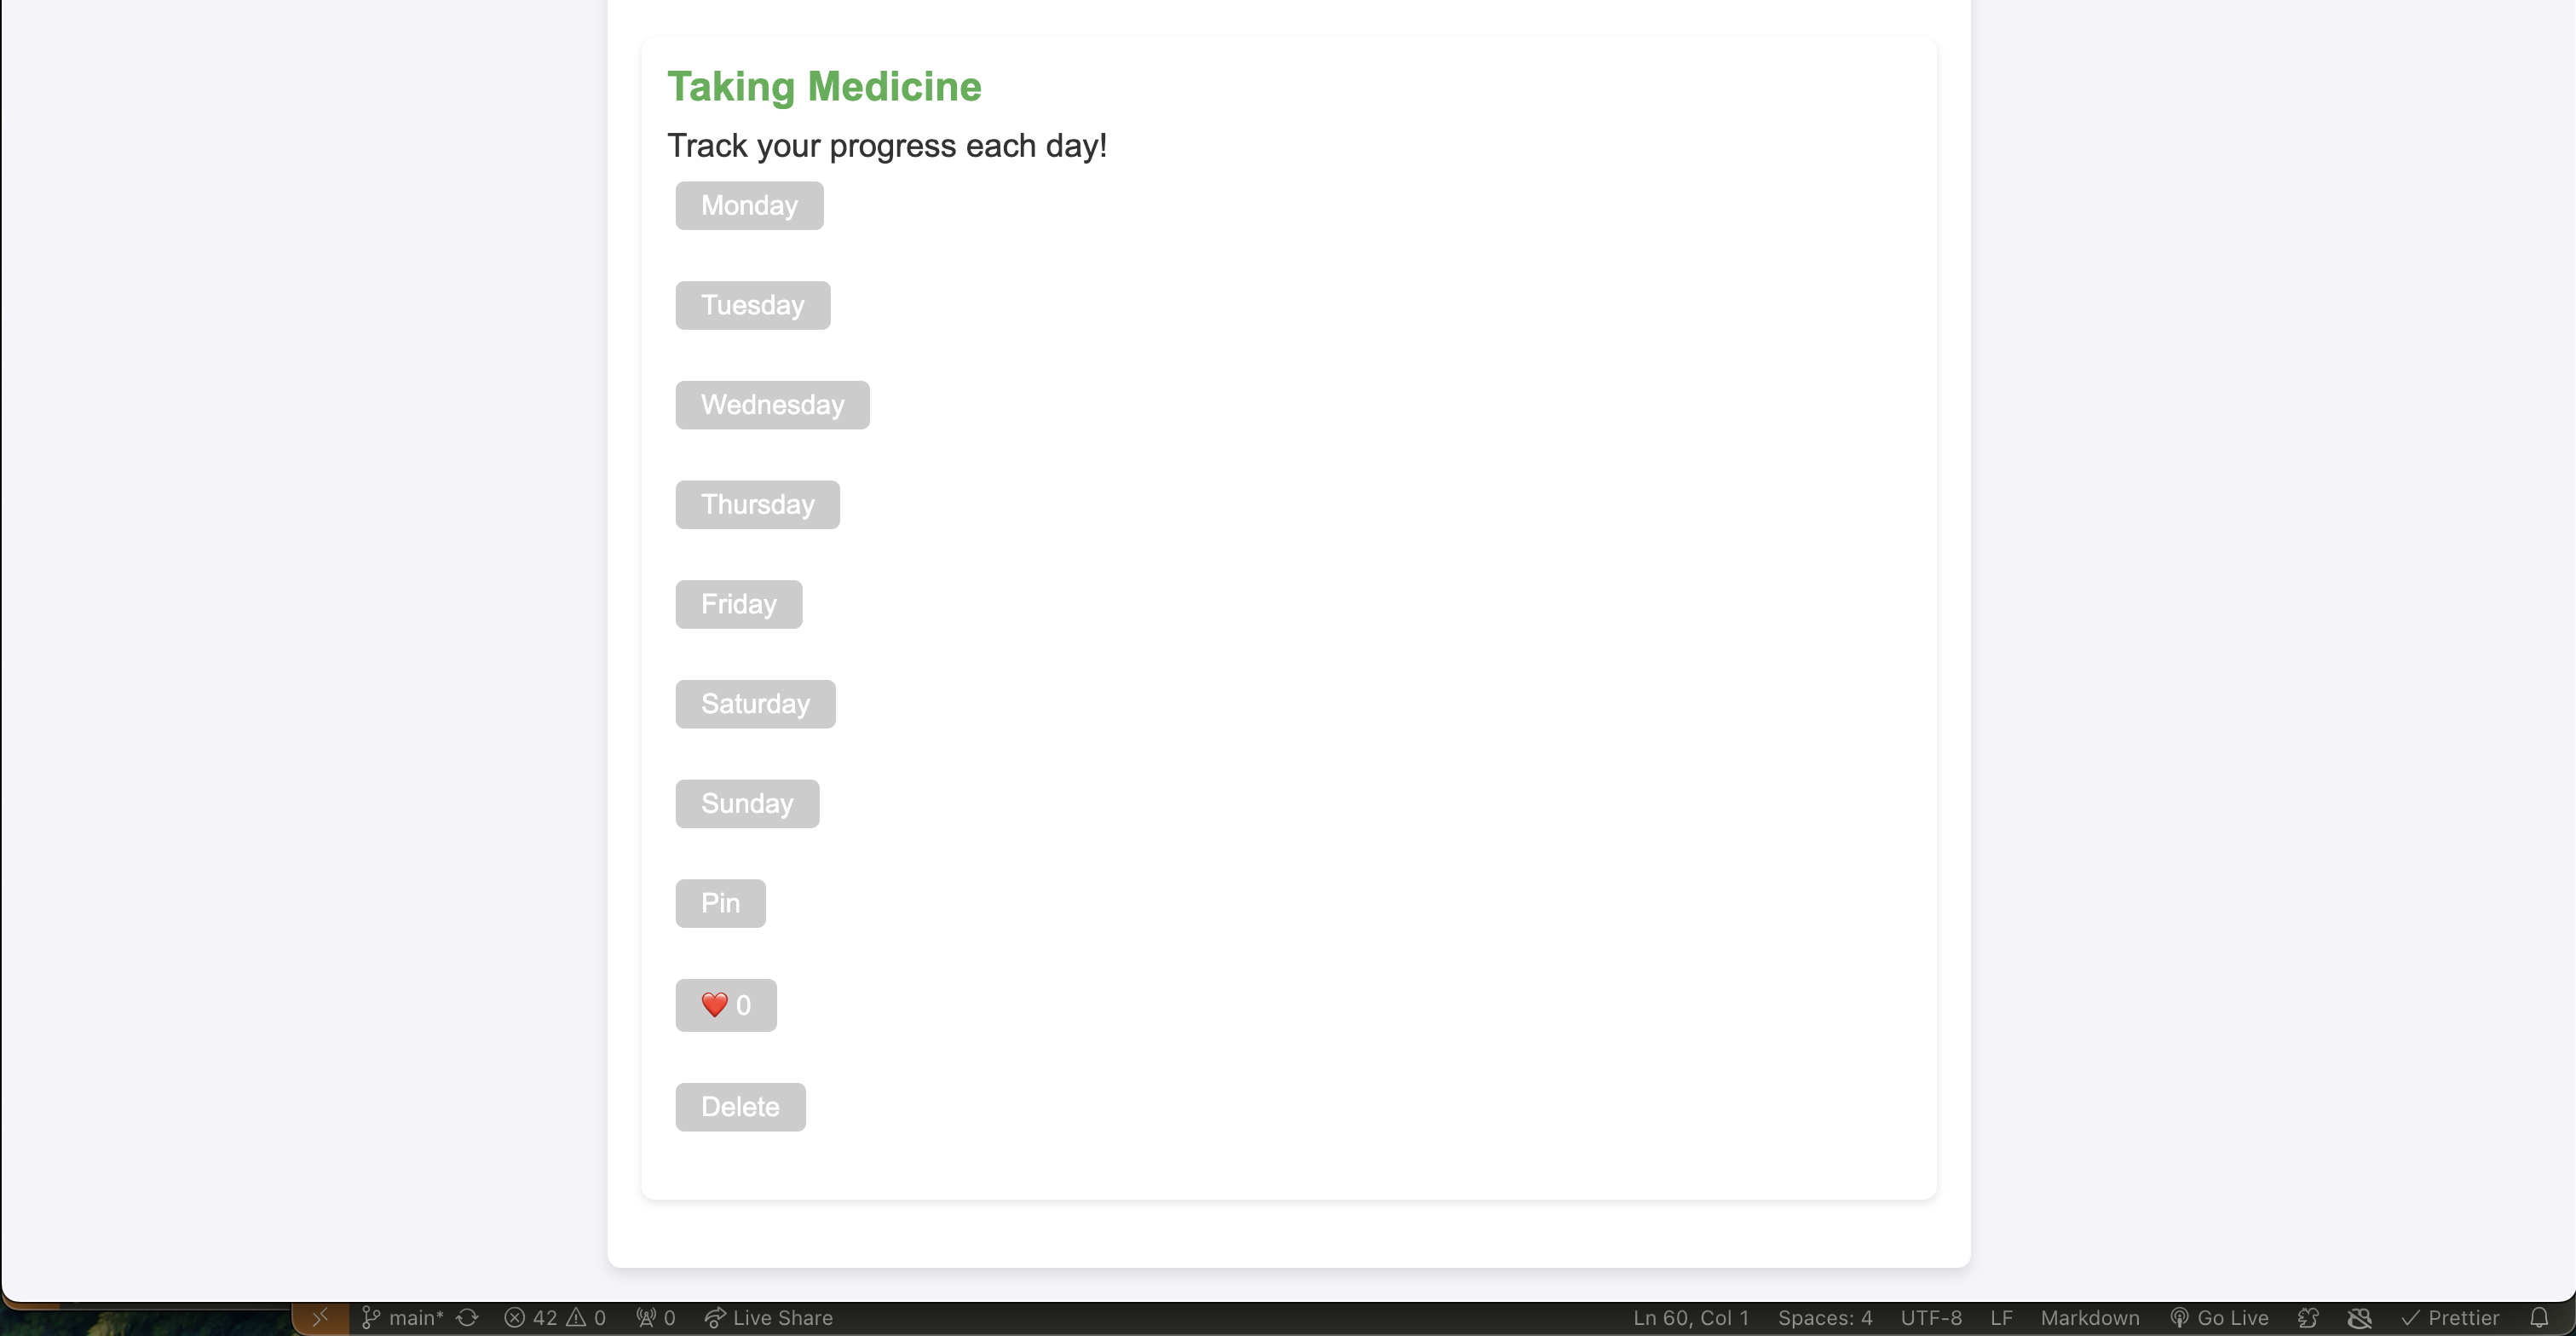 Taking Medicine
Track your progress each day!
Monday
Tuesday
Wednesday
Thursday
Friday
Saturday
Sunday
Pin
❤️ 0
Delete
main* 42 0 0 Live Share Ln 60, Col 1 Spaces: 4 UTF-8 LF Markdown Go Live Prettier